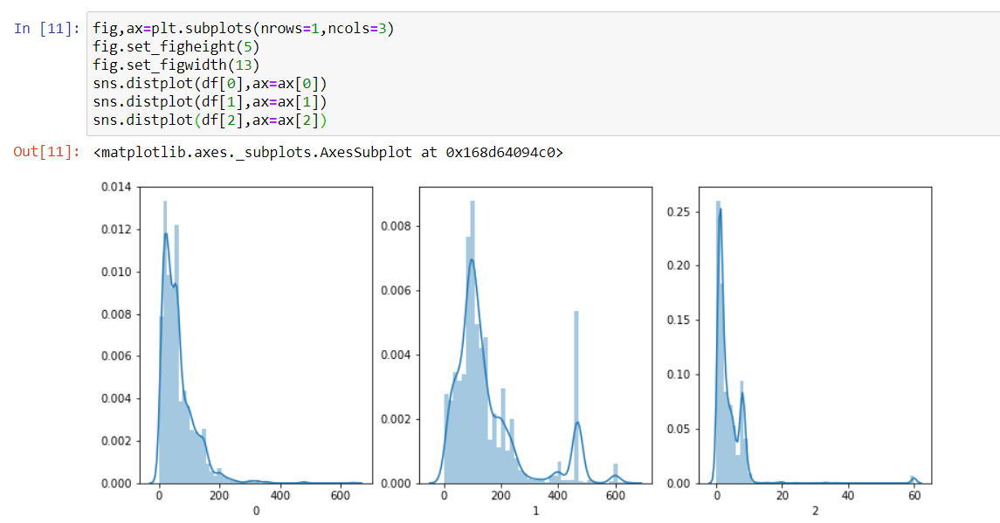 In [11]: fig,ax=plt.subplots(nrows=1,ncols=3)
fig.set_figheight(5)
fig.set_figwidth(13)
sns.distplot(df[0],ax=ax[0])
sns.distplot(df[1],ax=ax[1])
sns.distplot(df[2],ax=ax[2])
Out[11]: <matplotlib.axes._subplots.AxesSubplot at 0x168d64094c0>
0.014
0.012
0.010
0.008
0.006
0.004
0.002
0.000
0 200 400 600
0
0.008
0.006
0.004
0.002
0.000
0 200 400 600
1
0.25
0.20
0.15
0.10
0.05
0.00
0 20 40 60
2